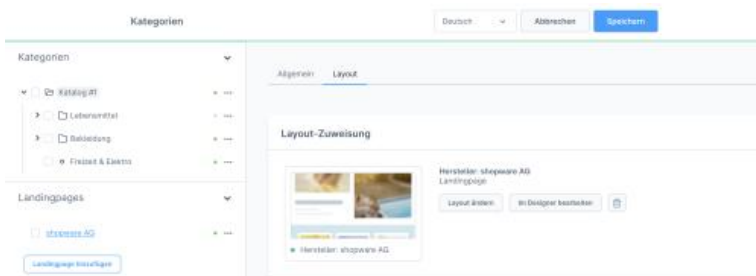 Kategorien
Deutsch
Abbrechen
Speichern
Kategorien
Katalog #1
Lebensmittel
Bekleidung
Freizeit & Elektro
Landingpages
shopware AG
Landingpage hinzufügen
Allgemein
Layout
Layout-Zuweisung
Hersteller: shopware AG
Landingpage
Layout ändern
Im Designer bearbeiten
Hersteller: shopware AG